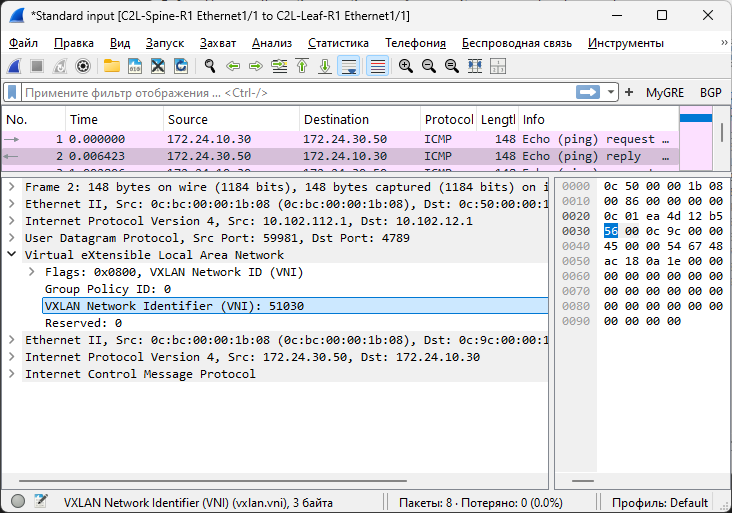 *Standard input [C2L-Spine-R1 Ethernet1/1 to C2L-Leaf-R1 Ethernet1/1]
Файл Правка Вид Запуск Захват Анализ Статистика Телефония Беспроводная связь Инструменты »
Примените фильтр отображения ... <Ctrl-/> + MyGRE BGP
No. Time Source Destination Protocol Lengtl Info
1 0.000000 172.24.10.30 172.24.30.50 ICMP 148 Echo (ping) request …
2 0.006423 172.24.30.50 172.24.10.30 ICMP 148 Echo (ping) reply …
Frame 2: 148 bytes on wire (1184 bits), 148 bytes captured (1184 bits) on i
Ethernet II, Src: 0c:bc:00:00:1b:08 (0c:bc:00:00:1b:08), Dst: 0c:50:00:00:1
Internet Protocol Version 4, Src: 10.102.112.1, Dst: 10.102.12.1
User Datagram Protocol, Src Port: 59981, Dst Port: 4789
Virtual eXtensible Local Area Network
Flags: 0x0800, VXLAN Network ID (VNI)
Group Policy ID: 0
VXLAN Network Identifier (VNI): 51030
Reserved: 0
Ethernet II, Src: 0c:bc:00:00:1b:08 (0c:bc:00:00:1b:08), Dst: 0c:9c:00:00:1
Internet Protocol Version 4, Src: 172.24.30.50, Dst: 172.24.10.30
Internet Control Message Protocol
0000 0c 50 00 00 1b 08
0010 00 86 00 00 00 00
0020 0c 01 ea 4d 12 b5
0030 56 00 0c 9c 00 00
0040 45 00 00 54 67 48
0050 ac 18 0a 1e 00 00
0060 00 00 00 00 00 00
0070 00 00 00 00 00 00
0080 00 00 00 00 00 00
0090 00 00 00 00
VXLAN Network Identifier (VNI) (vxlan.vni), 3 байта
Пакеты: 8 · Потеряно: 0 (0.0%)
Профиль: Default